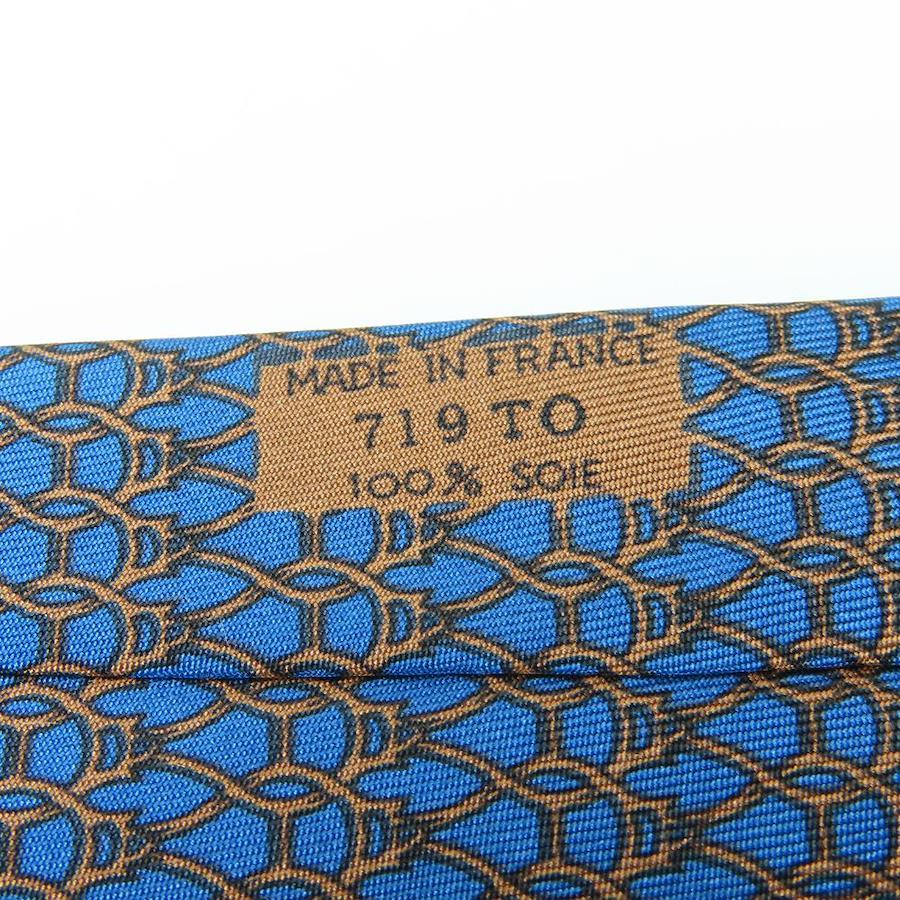 MADE IN FRANCE
719 TO
100% SOIE